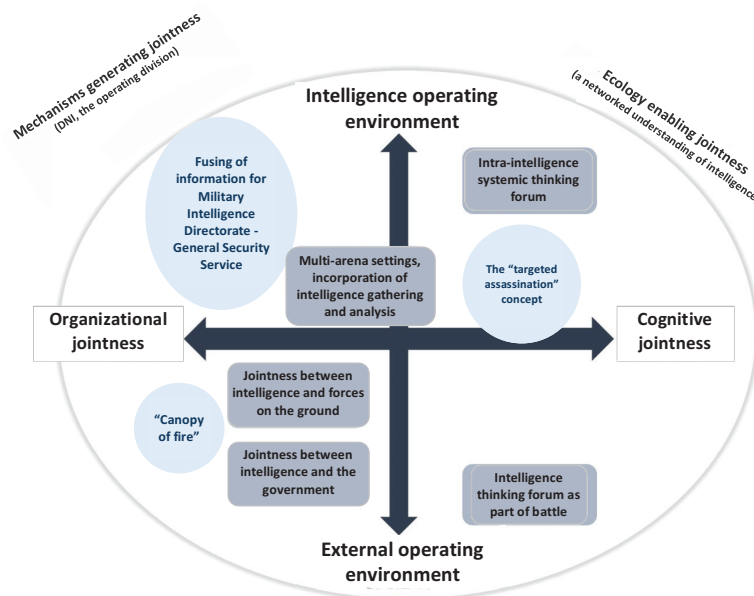 Mechanisms generating jointness
(DNI, the operating division)
Ecology enabling jointness
(a networked understanding of intelligence
Intelligence operating
environment
Fusing of
information for
Military
Intelligence
Directorate -
General Security
Service
Intra-intelligence
systemic thinking
forum
Multi-arena settings,
incorporation of
intelligence gathering
and analysis
The “targeted
assassination”
concept
Organizational
jointness
Cognitive
jointness
Jointness between
intelligence and forces
on the ground
“Canopy
of fire”
Jointness between
intelligence and the
government
Intelligence
thinking forum as
part of battle
External operating
environment